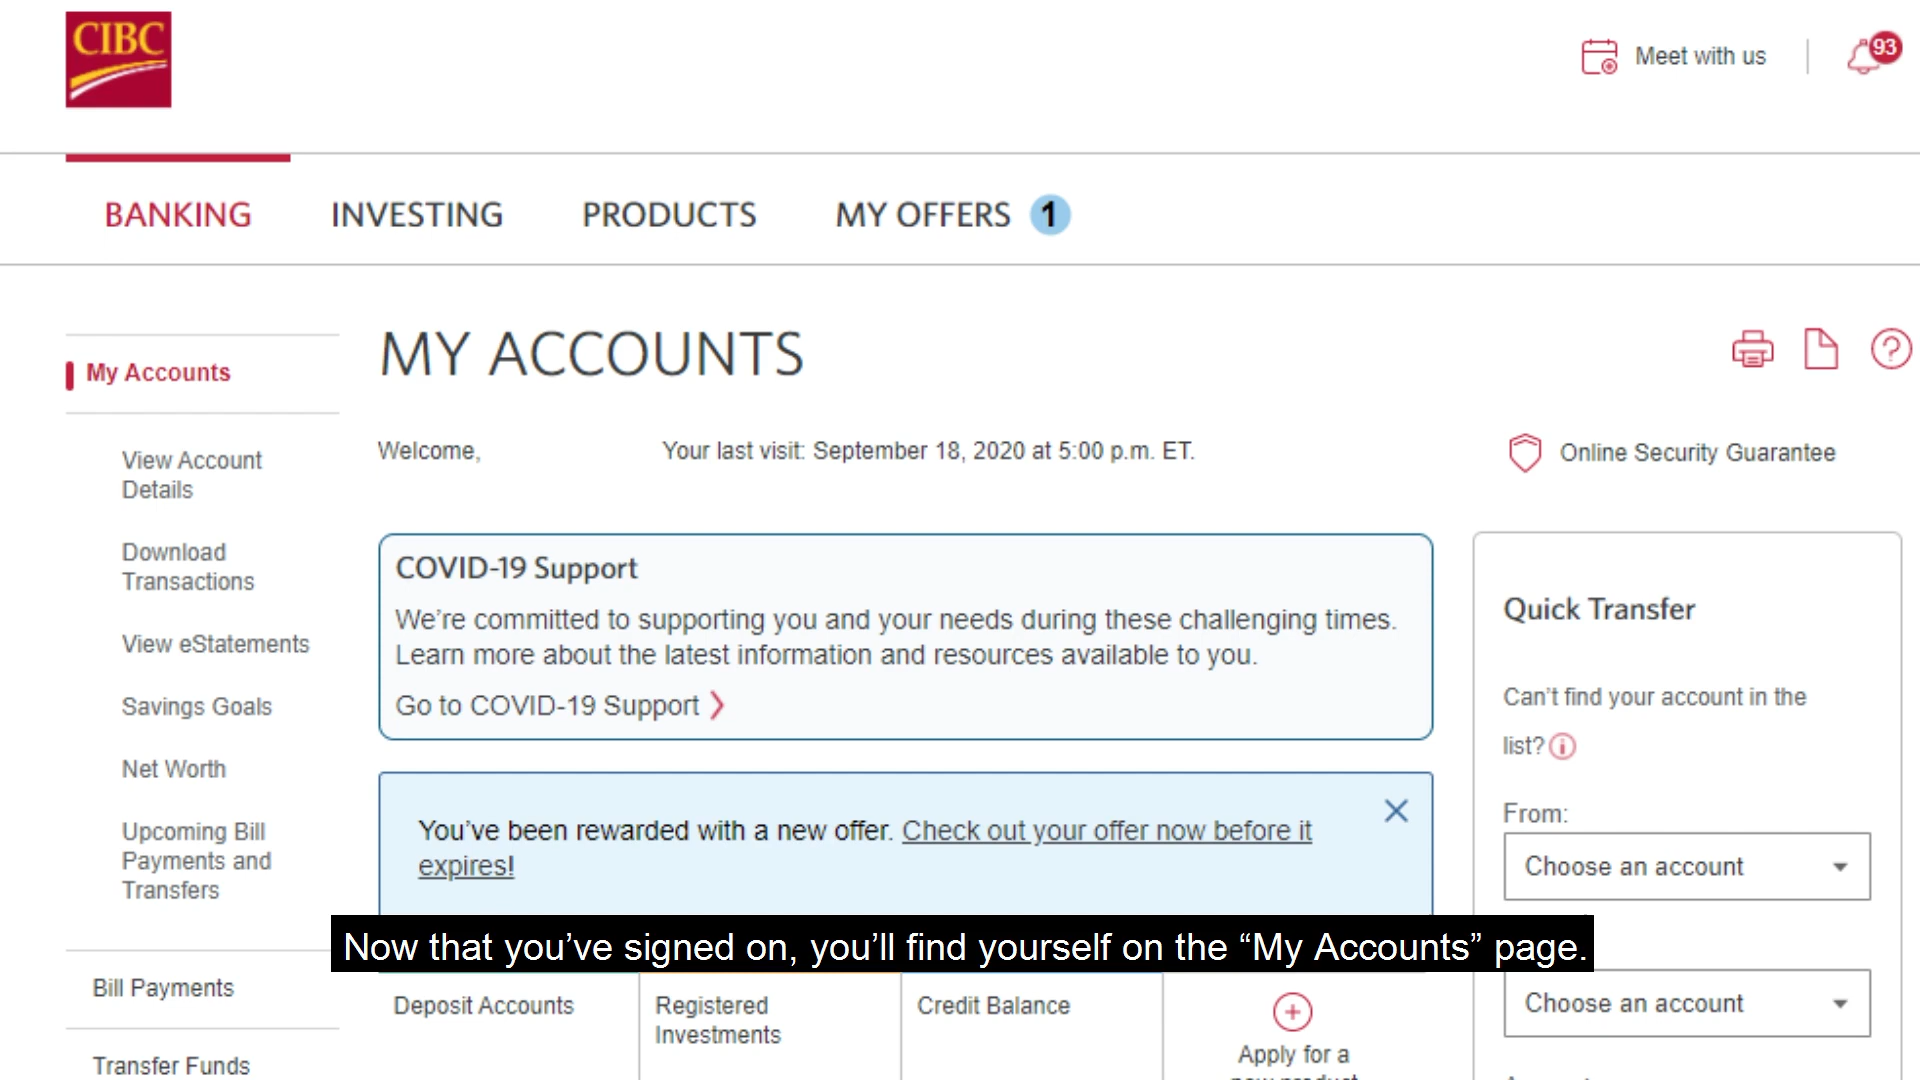 CIBC
Meet with us
93
BANKING
INVESTING
PRODUCTS
MY OFFERS 1
MY ACCOUNTS
My Accounts
View Account
Details
Download
Transactions
View eStatements
Savings Goals
Net Worth
Upcoming Bill
Payments and
Transfers
Bill Payments
Transfer Funds
Welcome,
Your last visit: September 18, 2020 at 5:00 p.m. ET.
Online Security Guarantee
COVID-19 Support
We’re committed to supporting you and your needs during these challenging times.
Learn more about the latest information and resources available to you.
Go to COVID-19 Support
You’ve been rewarded with a new offer. Check out your offer now before it
expires!
Quick Transfer
Can’t find your account in the
list?
From:
Choose an account
Choose an account
Now that you’ve signed on, you’ll find yourself on the “My Accounts” page.
Deposit Accounts
Registered
Investments
Credit Balance
Apply for a